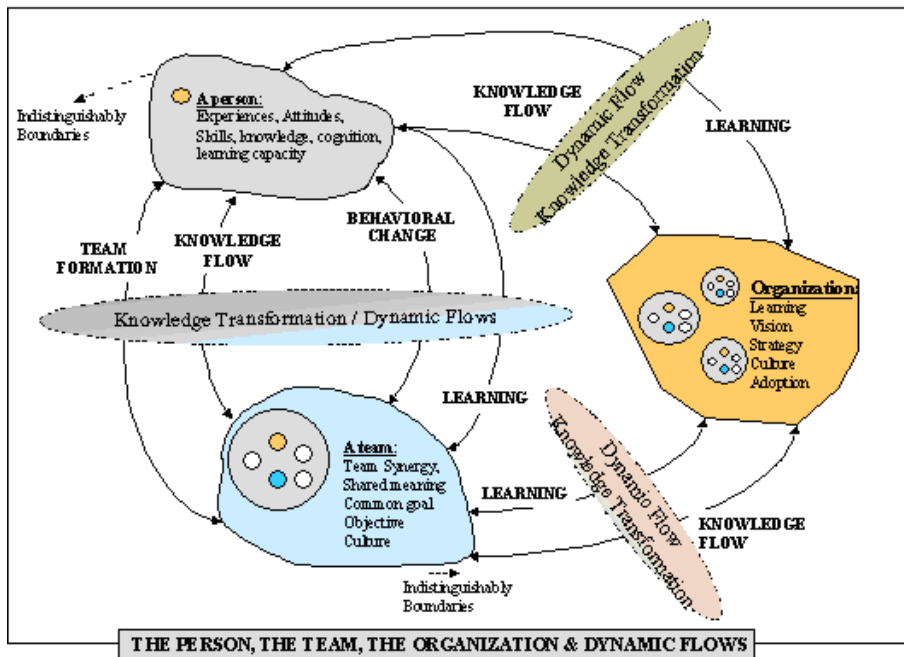 Indistinguishably
Boundaries
A person:
Experiences, Attitudes,
Skills, knowledge, cognition,
learning capacity
KNOWLEDGE
FLOW
Dynamic Flow
Knowledge Transformation
LEARNING
TEAM
FORMATION
KNOWLEDGE
FLOW
BEHAVIORAL
CHANGE
Knowledge Transformation / Dynamic Flows
Organization:
Learning
Vision
Strategy
Culture
Adoption
LEARNING
A team:
Team Synergy,
Shared meaning
Common goal
Objective
Culture
LEARNING
Dynamic Flow
Knowledge Transformation
KNOWLEDGE
FLOW
Indistinguishably
Boundaries
THE PERSON, THE TEAM, THE ORGANIZATION & DYNAMIC FLOWS